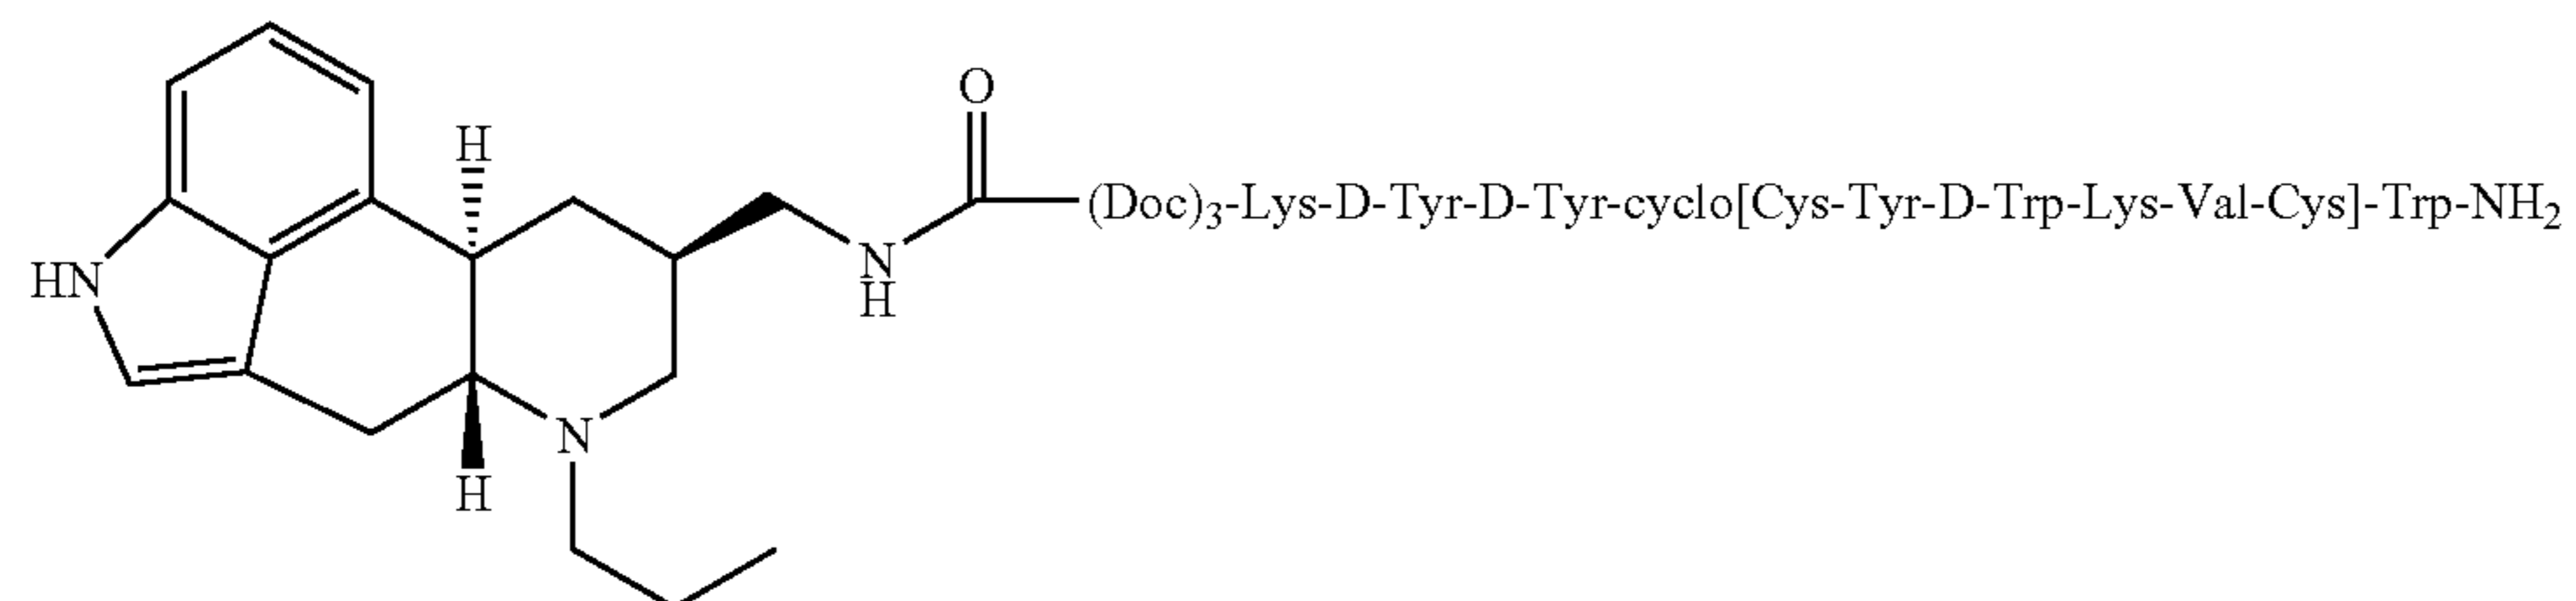 O
H
(Doc)3-Lys-D-Tyr-D-Tyr-cyclo[Cys-Tyr-D-Trp-Lys-Val-Cys]-Trp-NH2
HN
N
H
N
H